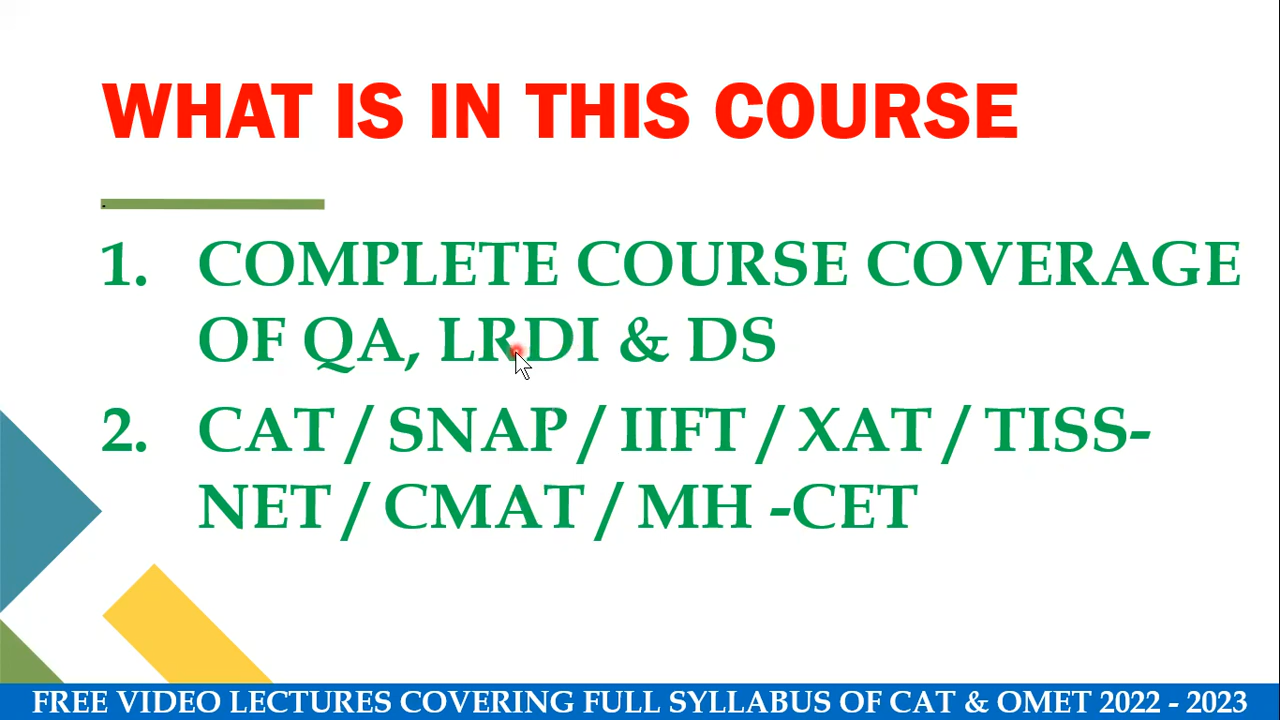 WHAT IS IN THIS COURSE
1. COMPLETE COURSE COVERAGE
OF QA, LRDI & DS
2. CAT / SNAP / IIFT / XAT / TISS-
NET / CMAT / MH -CET
FREE VIDEO LECTURES COVERING FULL SYLLABUS OF CAT & OMET 2022 - 2023